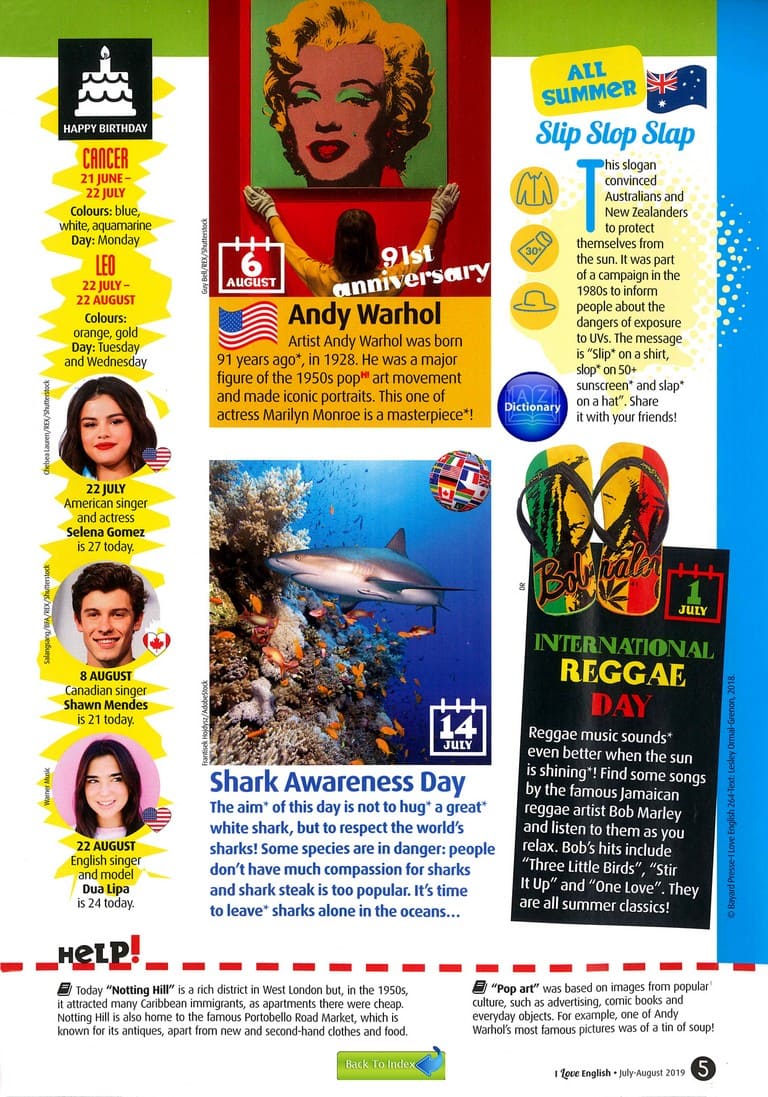 HAPPY BIRTHDAY
CANCER
21 JUNE –
22 JULY
Colours: blue,
white, aquamarine
Day: Monday
LEO
22 JULY –
22 AUGUST
Colours:
orange, gold
Day: Tuesday
and Wednesday
Chelsea Lauren/REX/Shutterstock
22 JULY
American singer
and actress
Selena Gomez
is 27 today.
8 AUGUST
Canadian singer
Shawn Mendes
is 21 today.
Warner Music
22 AUGUST
English singer
and model
Dua Lipa
is 24 today.
Guy Bell/REX/Shutterstock
6
AUGUST
91st
anniversary
Andy Warhol
Artist Andy Warhol was born
91 years ago*, in 1928. He was a major
figure of the 1950s popH! art movement
and made iconic portraits. This one of
actress Marilyn Monroe is a masterpiece*!
Frantisek Hojdysz/AdobeStock
14
JULY
Shark Awareness Day
The aim* of this day is not to hug* a great*
white shark, but to respect the world's
sharks! Some species are in danger: people
don't have much compassion for sharks
and shark steak is too popular. It's time
to leave* sharks alone in the oceans…
ALL
SUMMER
Slip Slop Slap
30+
This slogan
convinced
Australians and
New Zealanders
to protect
themselves from
the sun. It was part
of a campaign in the
1980s to inform
people about the
dangers of exposure
to UVs. The message
is "Slip* on a shirt,
slop* on 50+
sunscreen* and slap*
on a hat". Share
it with your friends!
A Z
Dictionary
DR
Bob Marley
1
JULY
INTERNATIONAL
REGGAE
DAY
Reggae music sounds*
even better when the sun
is shining*! Find some songs
by the famous Jamaican
reggae artist Bob Marley
and listen to them as you
relax. Bob's hits include
"Three Little Birds", "Stir
It Up" and "One Love". They
are all summer classics!
© Bayard Presse-I Love English 264-Text: Lesley Ormal-Grenon, 2018.
HELP!
Today "Notting Hill" is a rich district in West London but, in the 1950s,
it attracted many Caribbean immigrants, as apartments there were cheap.
Notting Hill is also home to the famous Portobello Road Market, which is
known for its antiques, apart from new and second-hand clothes and food.
"Pop art" was based on images from popular
culture, such as advertising, comic books and
everyday objects. For example, one of Andy
Warhol's most famous pictures was of a tin of soup!
Back To Index
I Love English • July-August 2019 5